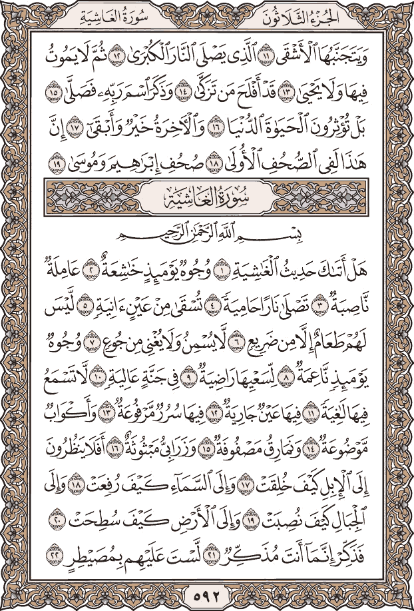 الجزء الثلاثون سورة الغاشية
وَيَتَجَنَّبُهَا ٱلْأَشْقَى ١١ ٱلَّذِى يَصْلَى ٱلنَّارَ ٱلْكُبْرَىٰ ١٢ ثُمَّ لَا يَمُوتُ
فِيهَا وَلَا يَحْيَىٰ ١٣ قَدْ أَفْلَحَ مَن تَزَكَّىٰ ١٤ وَذَكَرَ ٱسْمَ رَبِّهِۦ فَصَلَّىٰ ١٥
بَلْ تُؤْثِرُونَ ٱلْحَيَوٰةَ ٱلدُّنْيَا ١٦ وَٱلْـَٔاخِرَةُ خَيْرٌ وَأَبْقَىٰٓ ١٧ إِنَّ
هَٰذَا لَفِى ٱلصُّحُفِ ٱلْأُولَىٰ ١٨ صُحُفِ إِبْرَٰهِيمَ وَمُوسَىٰ ١٩
سُورَةُ الغَاشِيَةِ
بِسْمِ ٱللَّهِ ٱلرَّحْمَٰنِ ٱلرَّحِيمِ
هَلْ أَتَىٰكَ حَدِيثُ ٱلْغَٰشِيَةِ ١ وُجُوهٌ يَوْمَئِذٍ خَٰشِعَةٌ ٢ عَامِلَةٌ
نَّاصِبَةٌ ٣ تَصْلَىٰ نَارًا حَامِيَةً ٤ تُسْقَىٰ مِنْ عَيْنٍ ءَانِيَةٍ ٥ لَّيْسَ
لَهُمْ طَعَامٌ إِلَّا مِن ضَرِيعٍ ٦ لَّا يُسْمِنُ وَلَا يُغْنِى مِن جُوعٍ ٧ وُجُوهٌ
يَوْمَئِذٍ نَّاعِمَةٌ ٨ لِّسَعْيِهَا رَاضِيَةٌ ٩ فِى جَنَّةٍ عَالِيَةٍ ١٠ لَّا تَسْمَعُ
فِيهَا لَٰغِيَةً ١١ فِيهَا عَيْنٌ جَارِيَةٌ ١٢ فِيهَا سُرُرٌ مَّرْفُوعَةٌ ١٣ وَأَكْوَابٌ
مَّوْضُوعَةٌ ١٤ وَنَمَارِقُ مَصْفُوفَةٌ ١٥ وَزَرَابِىُّ مَبْثُوثَةٌ ١٦ أَفَلَا يَنظُرُونَ
إِلَى ٱلْإِبِلِ كَيْفَ خُلِقَتْ ١٧ وَإِلَى ٱلسَّمَآءِ كَيْفَ رُفِعَتْ ١٨ وَإِلَى
ٱلْجِبَالِ كَيْفَ نُصِبَتْ ١٩ وَإِلَى ٱلْأَرْضِ كَيْفَ سُطِحَتْ ٢٠
فَذَكِّرْ إِنَّمَآ أَنتَ مُذَكِّرٌ ٢١ لَّسْتَ عَلَيْهِم بِمُصَيْطِرٍ ٢٢
٥٩٢